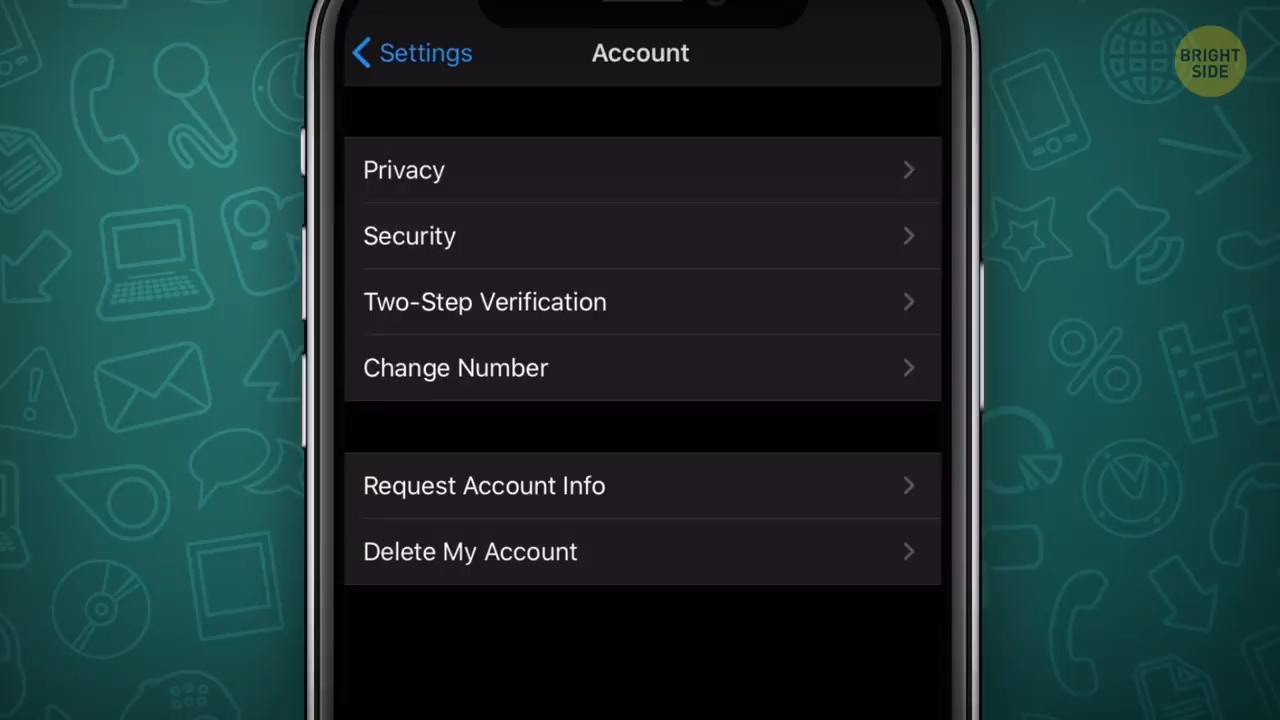 Settings
Account
BRIGHT
SIDE
Privacy
Security
Two-Step Verification
Change Number
Request Account Info
Delete My Account